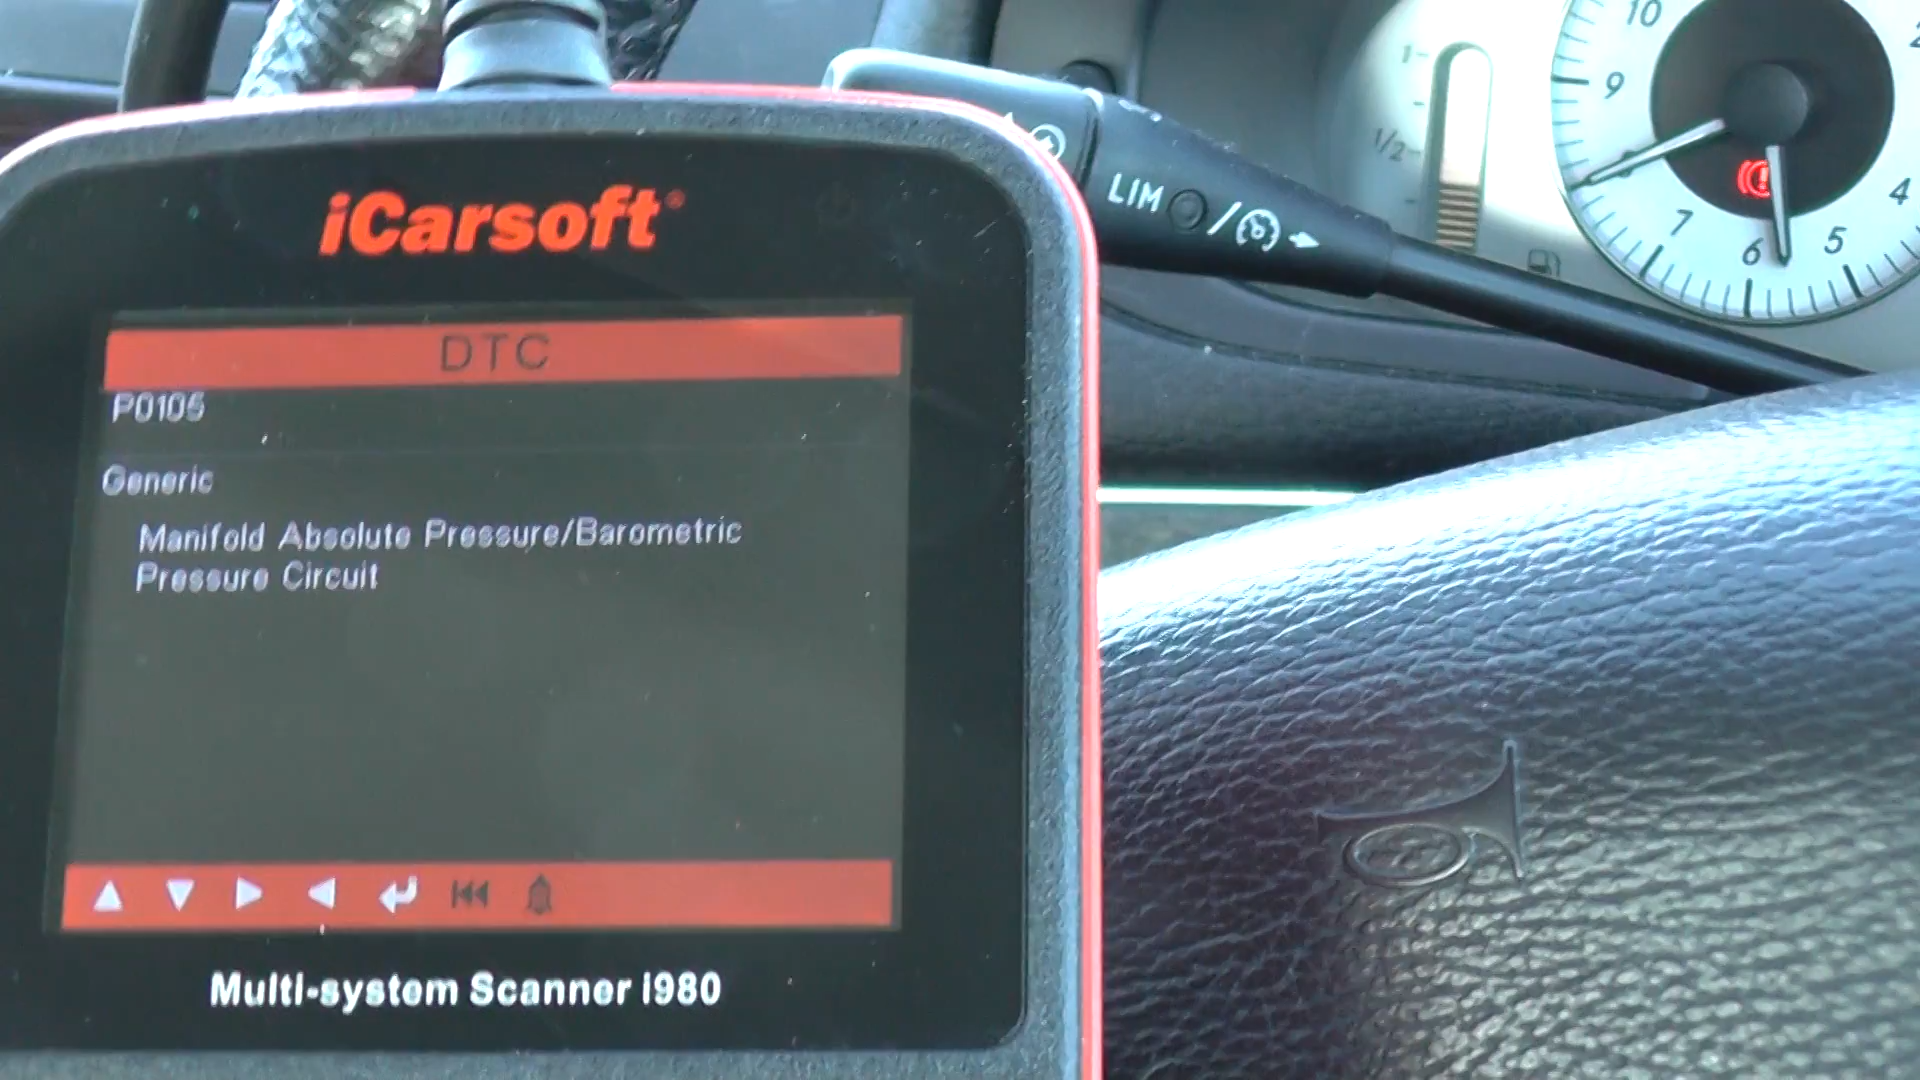 iCarsoft®
DTC
P0105
Generic
Manifold Absolute Pressure/Barometric
Pressure Circuit
Multi-system Scanner i980
LIM
/
1
1/2
10
9
7
6
5
4